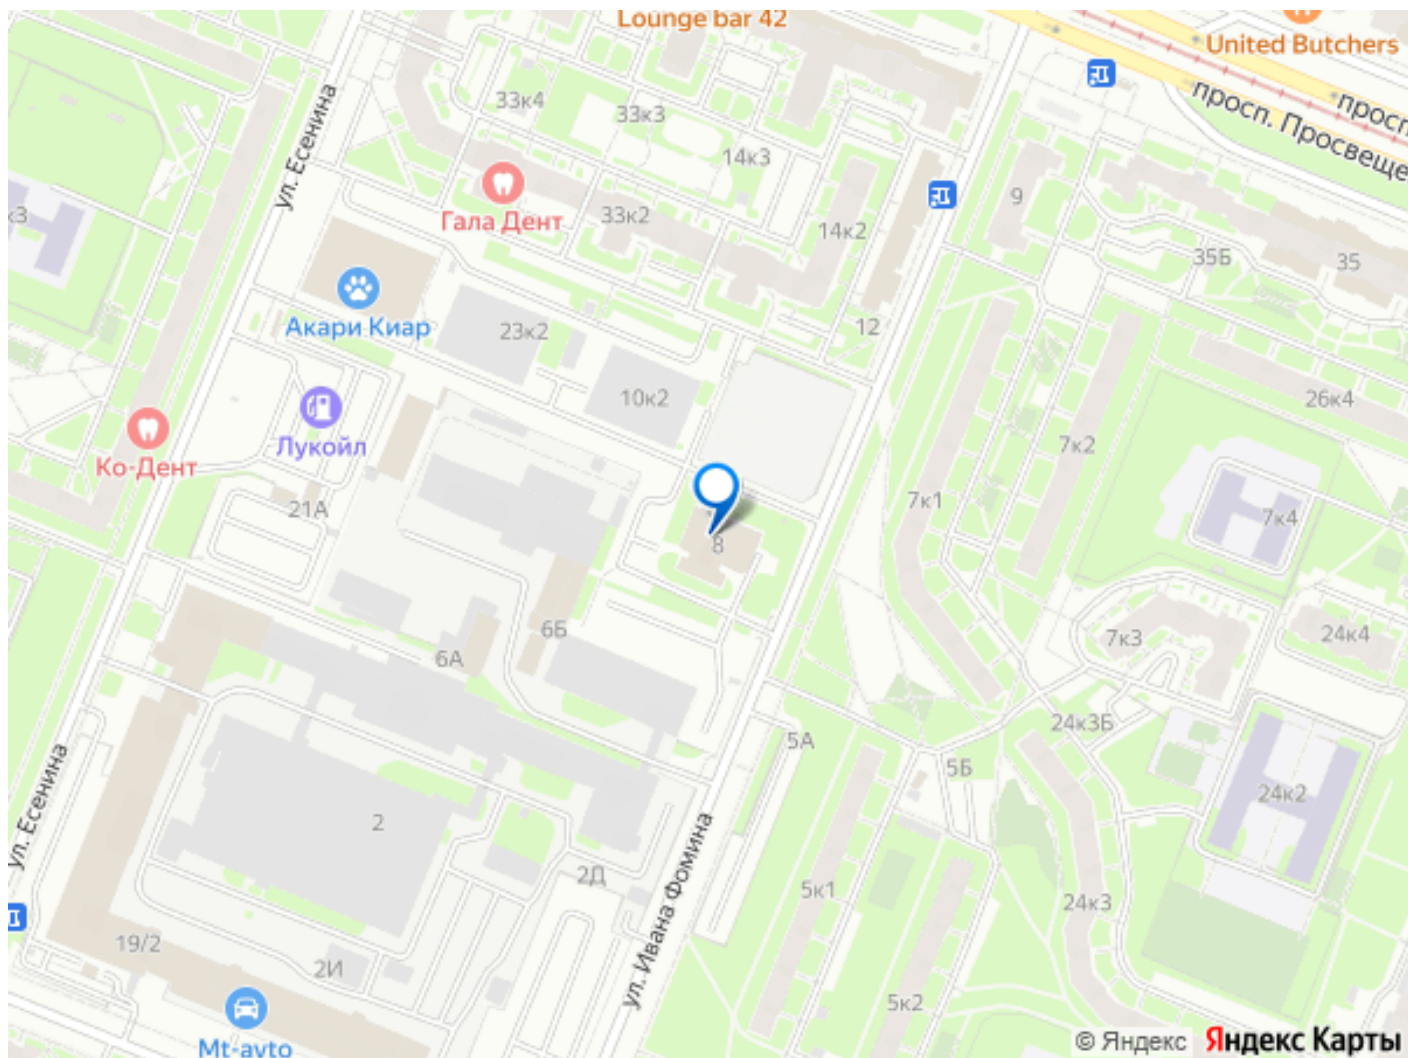 Lounge bar 42
United Butchers
просп. Просвеще
просп
ул. Есенина
33к4
33к3
14к3
9
Гала Дент
33к2
14к2
к3
35Б
35
Акари Киар
23к2
12
10к2
26к4
Лукойл
Ко-Дент
7к2
21А
7к1
7к4
8
6Б
7к3
24к4
6А
24к3Б
5А
5Б
ул. Есенина
24к2
2
2Д
ул. Ивана Фомина
5к1
24к3
19/2
2И
5к2
Mt-avto
© Яндекс
Яндекс Карты